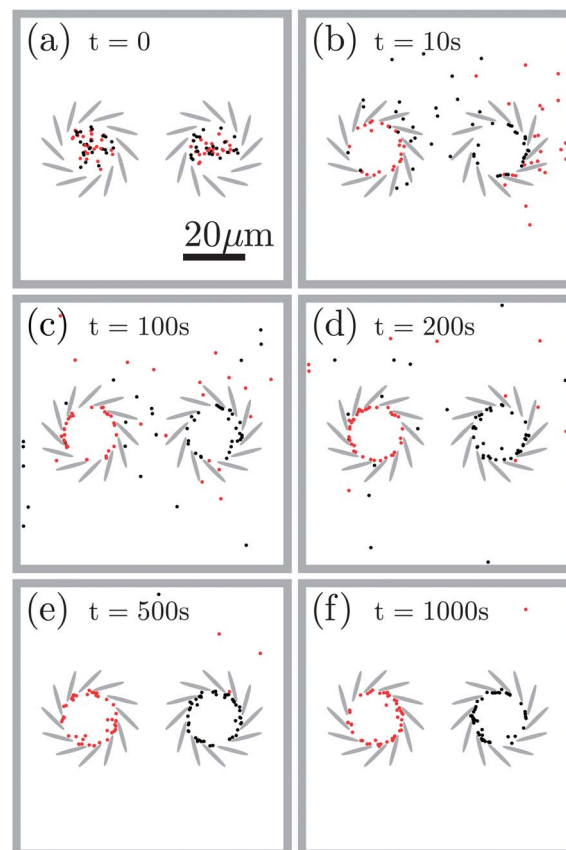 (a) t = 0
20μm
(b) t = 10s
(c) t = 100s
(d) t = 200s
(e) t = 500s
(f) t = 1000s